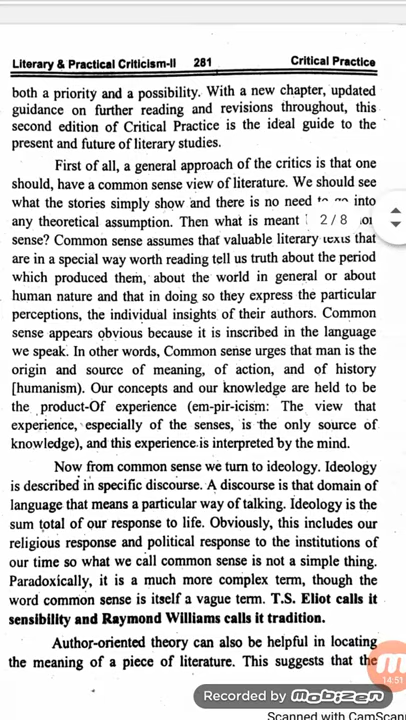 Literary & Practical Criticism-II 281 Critical Practice
both a priority and a possibility. With a new chapter, updated
guidance on further reading and revisions throughout, this
second edition of Critical Practice is the ideal guide to the
present and future of literary studies.
First of all, a general approach of the critics is that one
should, have a common sense view of literature. We should see
what the stories simply show and there is no need into
any theoretical assumption. Then what is meant 2 / 8
sense? Common sense assumes that valuable literary texts that
are in a special way worth reading tell us truth about the period
which produced them, about the world in general or about
human nature and that in doing so they express the particular
perceptions, the individual insights of their authors. Common
sense appears obvious because it is inscribed in the language
we speak. In other words, Common sense urges that man is the
origin and source of meaning, of action, and of history
[humanism). Our concepts and our knowledge are held to be
the product-Of experience (em-pir-icism: The view that
experience, especially of the senses, is the only source of
knowledge), and this experience is interpreted by the mind.
Now from common sense we turn to ideology. Ideology
is described in specific discourse. A discourse is that domain of
language that means a particular way of talking. Ideology is the
sum total of our response to life. Obviously, this includes our
religious response and political response to the institutions of
our time so what we call common sense is not a simple thing.
Paradoxically, it is a much more complex term, though the
word common sense is itself a vague term. T.S. Eliot calls it
sensibility and Raymond Williams calls it tradition.
Author-oriented theory can also be helpful in locating
the meaning of a piece of literature. This suggests that the
14:51
Recorded by mobizen
Scanned with CamScan